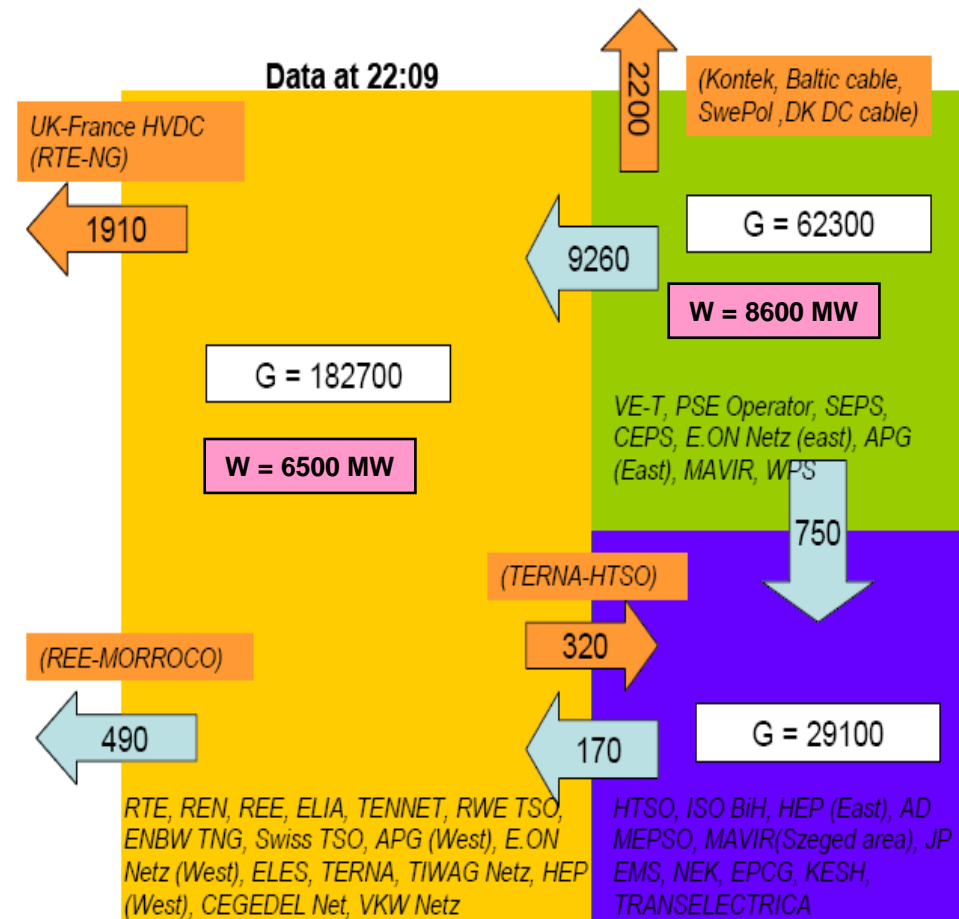 Data at 22:09
2200
(Kontek, Baltic cable,
SwePol ,DK DC cable)
UK-France HVDC
(RTE-NG)
1910
G = 62300
9260
W = 8600 MW
G = 182700
W = 6500 MW
VE-T, PSE Operator, SEPS,
CEPS, E.ON Netz (east), APG
(East), MAVIR, WPS
750
(TERNA-HTSO)
320
(REE-MORROCO)
490
170
G = 29100
RTE, REN, REE, ELIA, TENNET, RWE TSO,
ENBW TNG, Swiss TSO, APG (West), E.ON
Netz (West), ELES, TERNA, TIWAG Netz, HEP
(West), CEGEDEL Net, VKW Netz
HTSO, ISO BiH, HEP (East), AD
MEPSO, MAVIR(Szeged area), JP
EMS, NEK, EPCG, KESH,
TRANSELECTRICA